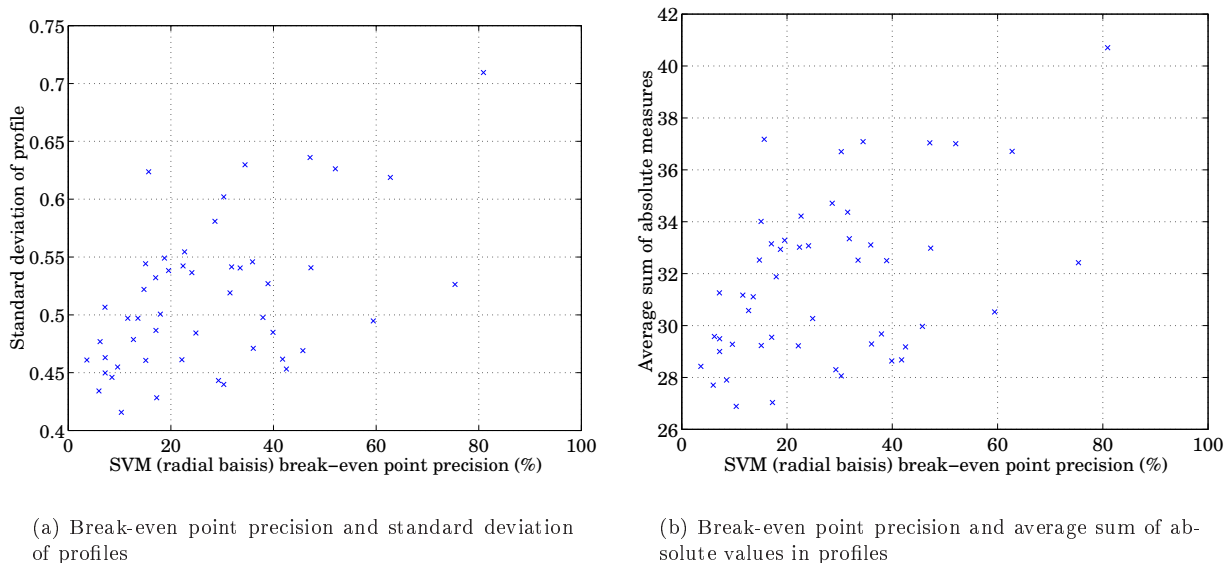 0.75
0.7
0.65
0.6
0.55
0.5
0.45
0.4
0 20 40 60 80 100
Standard deviation of profile
SVM (radial baisis) break−even point precision (%)
(a) Break-even point precision and standard deviation
of profiles
42
40
38
36
34
32
30
28
26
0 20 40 60 80 100
Average sum of absolute measures
SVM (radial baisis) break−even point precision (%)
(b) Break-even point precision and average sum of ab-
solute values in profiles